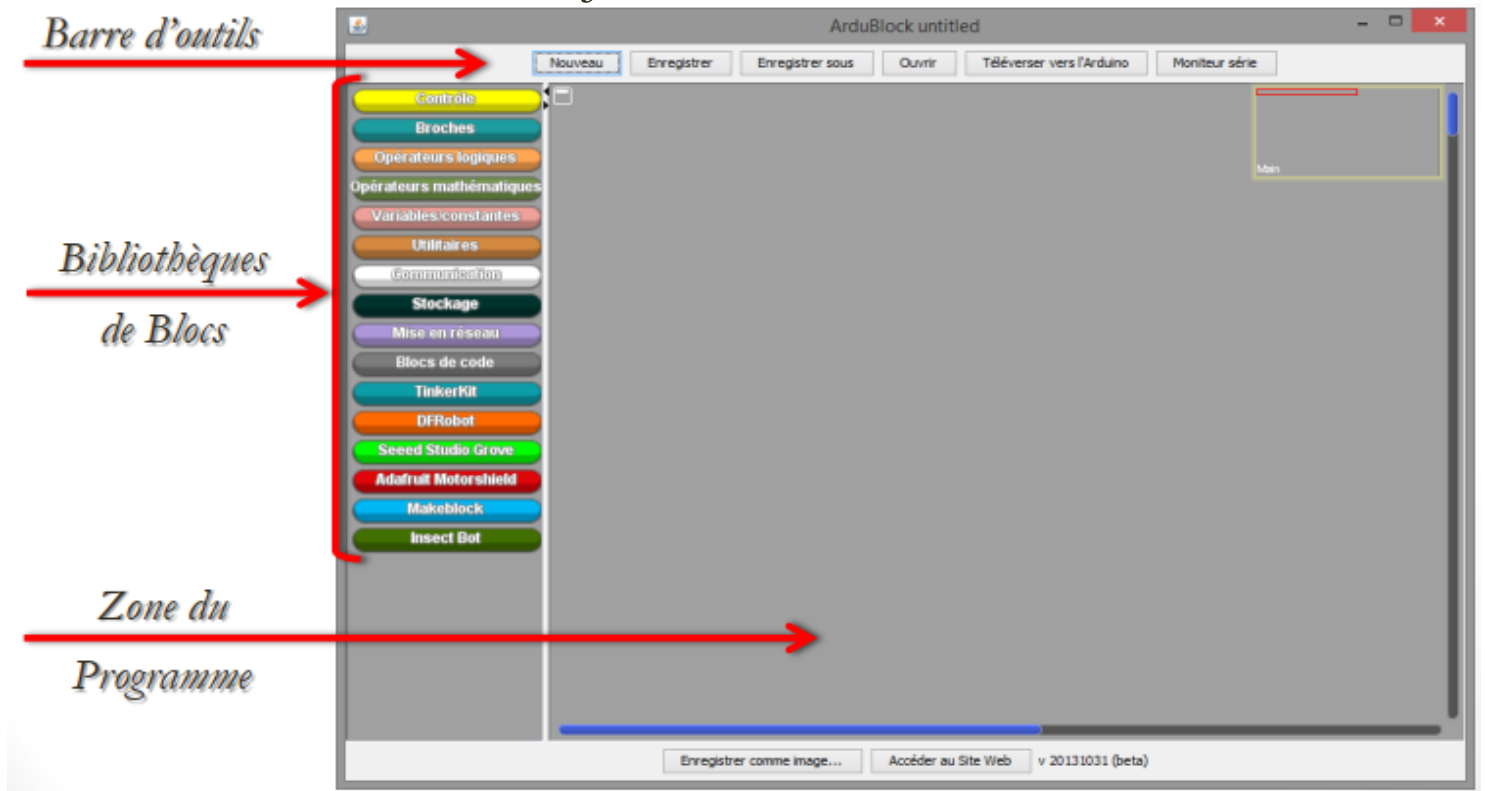 Barre d'outils
ArduBlock untitled
Nouveau
Enregistrer
Enregistrer sous
Ouvrir
Téléverser vers l'Arduino
Moniteur série
Contrôle
Broches
Opérateurs logiques
Opérateurs mathématiques
Variables/constantes
Utilitaires
Communication
Stockage
Mise en réseau
Blocs de code
TinkerKit
DFRobot
Seeed Studio Grove
Adafruit Motorshield
Makeblock
Insect Bot
Main
Bibliothèques
de Blocs
Zone du
Programme
Enregistrer comme image...
Accéder au Site Web
v 20131031 (beta)